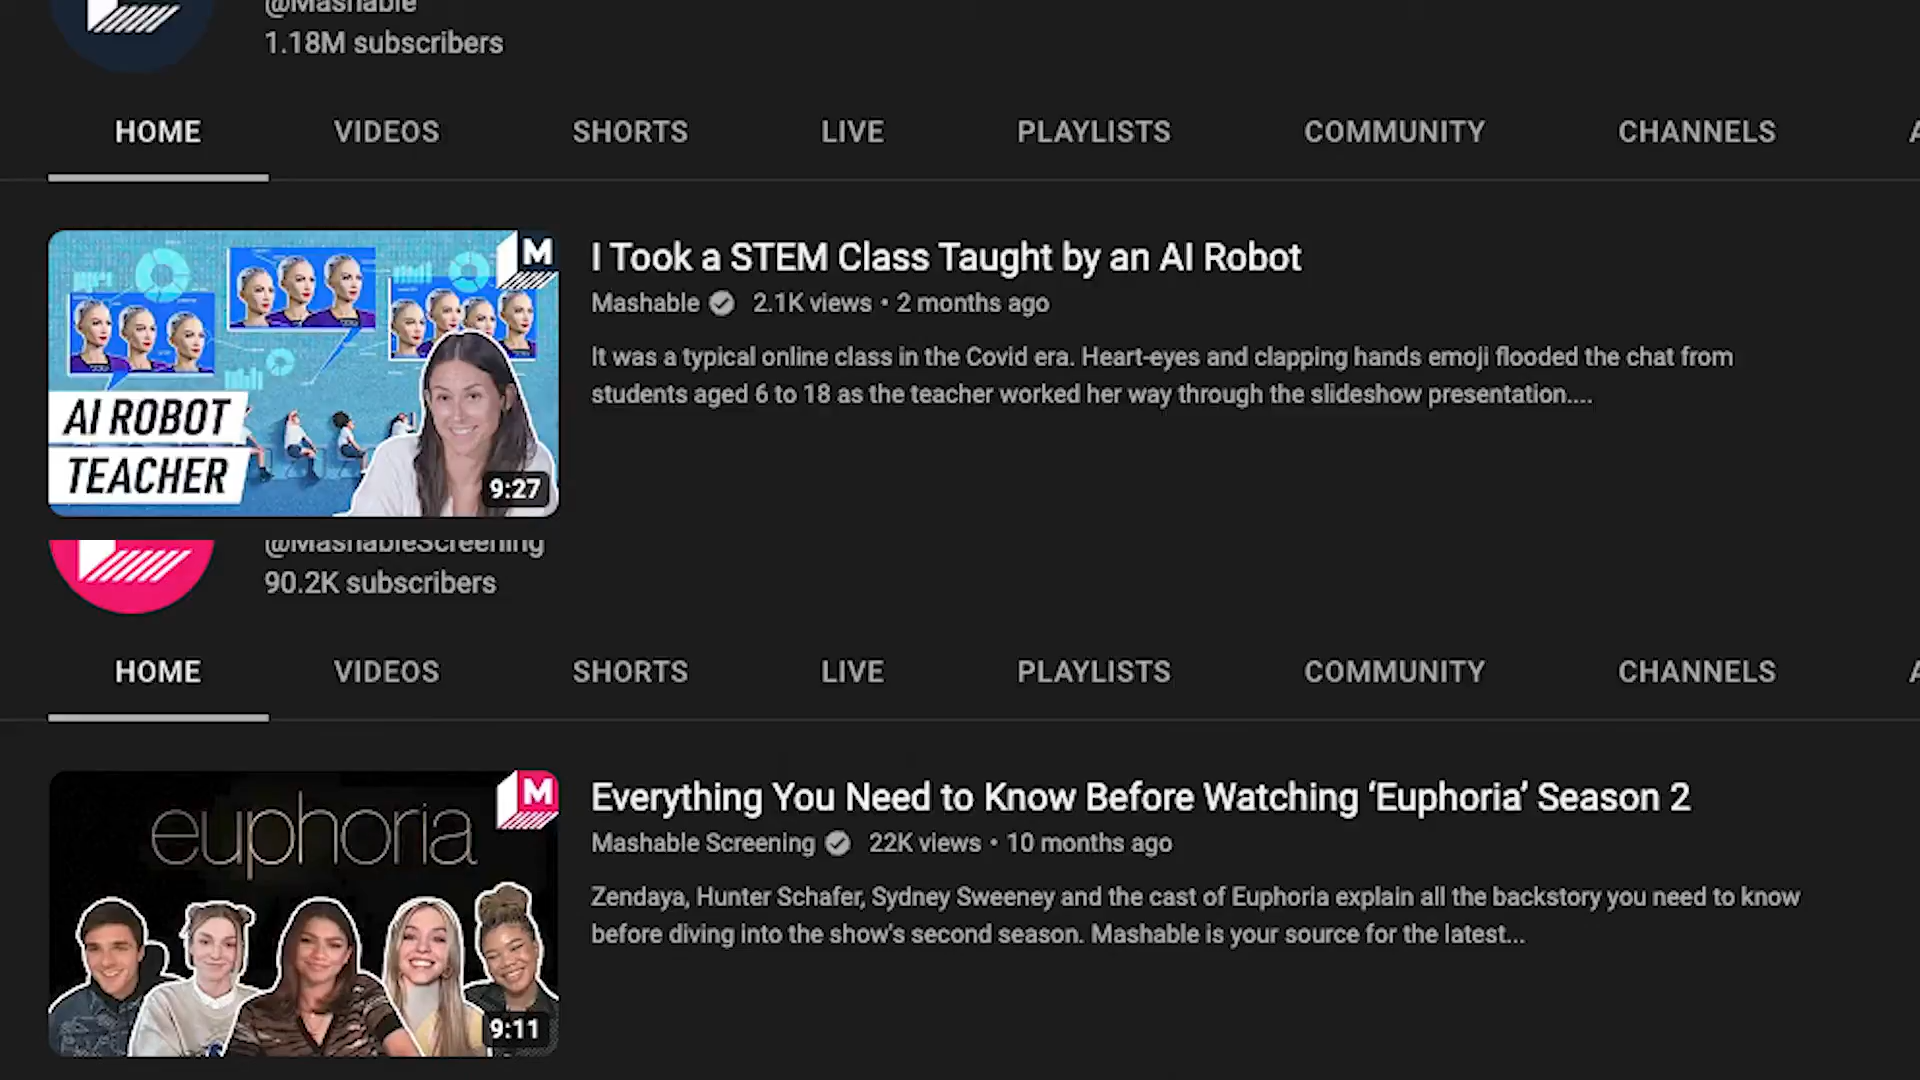 @Mashable
1.18M subscribers
HOME VIDEOS SHORTS LIVE PLAYLISTS COMMUNITY CHANNELS A
M
AI ROBOT
TEACHER
9:27
I Took a STEM Class Taught by an AI Robot
Mashable 2.1K views • 2 months ago
It was a typical online class in the Covid era. Heart-eyes and clapping hands emoji flooded the chat from
students aged 6 to 18 as the teacher worked her way through the slideshow presentation....
@MashableScreening
90.2K subscribers
HOME VIDEOS SHORTS LIVE PLAYLISTS COMMUNITY CHANNELS A
M
euphoria
9:11
Everything You Need to Know Before Watching ‘Euphoria’ Season 2
Mashable Screening 22K views • 10 months ago
Zendaya, Hunter Schafer, Sydney Sweeney and the cast of Euphoria explain all the backstory you need to know
before diving into the show's second season. Mashable is your source for the latest...